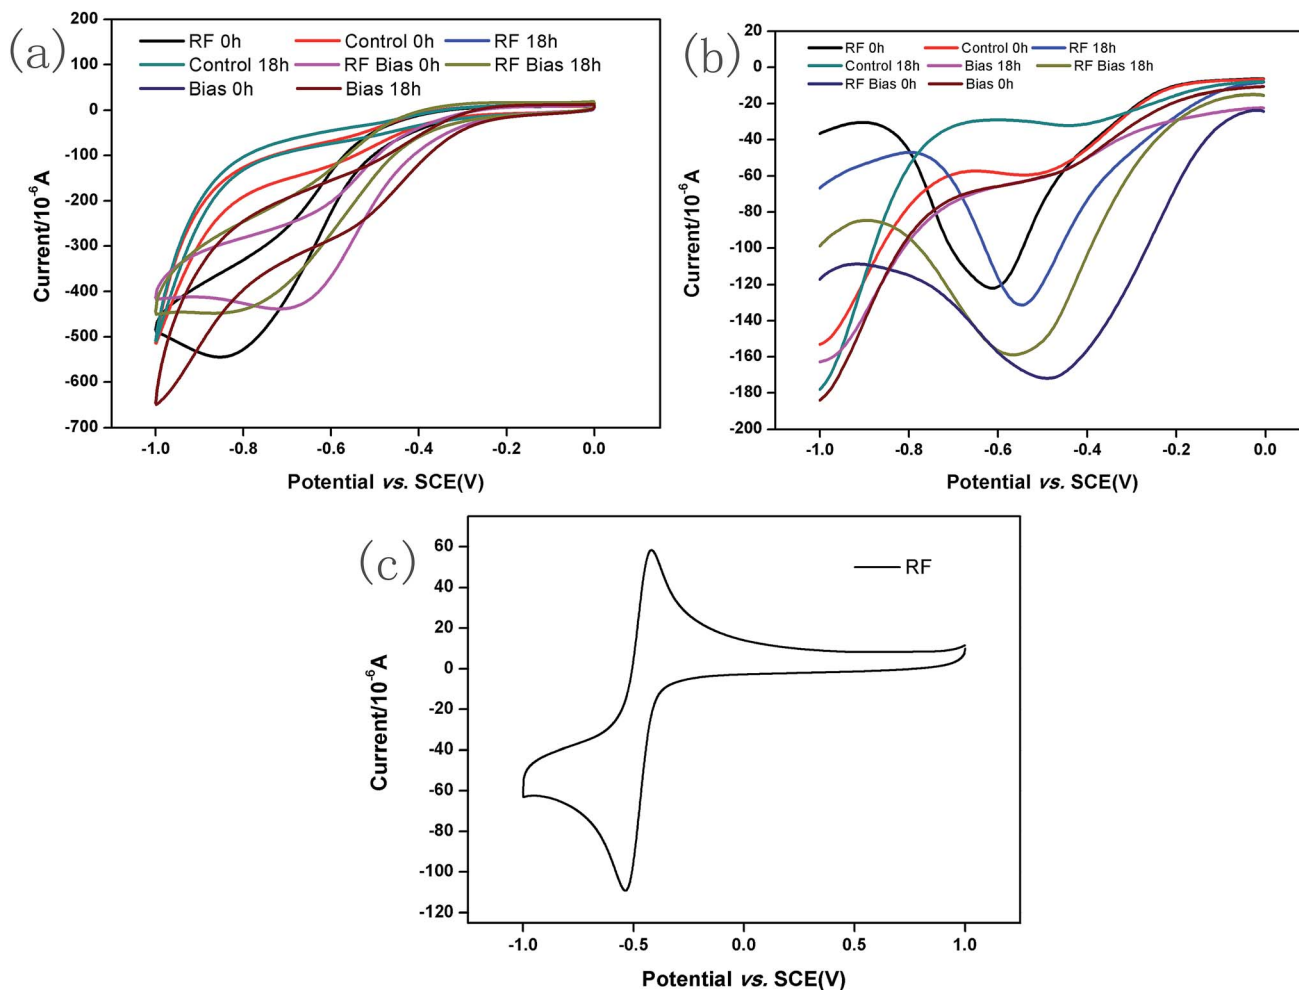 (a)
RF 0h Control 0h RF 18h
Control 18h RF Bias 0h RF Bias 18h
Bias 0h Bias 18h
200
100
0
-100
-200
-300
-400
-500
-600
-700
Current/10⁻⁶A
-1.0 -0.8 -0.6 -0.4 -0.2 0.0
Potential vs. SCE(V)
(b)
RF 0h Control 0h RF 18h
Control 18h Bias 18h RF Bias 18h
RF Bias 0h Bias 0h
20
0
-20
-40
-60
-80
-100
-120
-140
-160
-180
-200
Current/10⁻⁶A
-1.0 -0.8 -0.6 -0.4 -0.2 0.0
Potential vs. SCE(V)
(c)
RF
60
40
20
0
-20
-40
-60
-80
-100
-120
Current/10⁻⁶A
-1.0 -0.5 0.0 0.5 1.0
Potential vs. SCE(V)